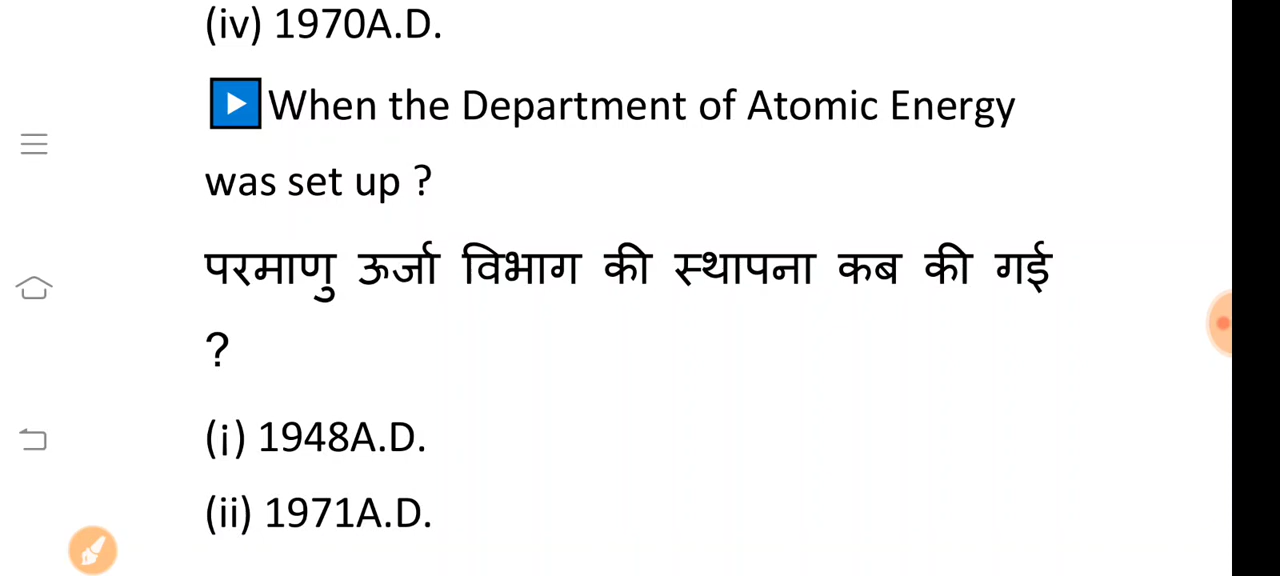 (iv) 1970A.D.
When the Department of Atomic Energy
was set up ?
परमाणु ऊर्जा विभाग की स्थापना कब की गई
?
(i) 1948A.D.
(ii) 1971A.D.